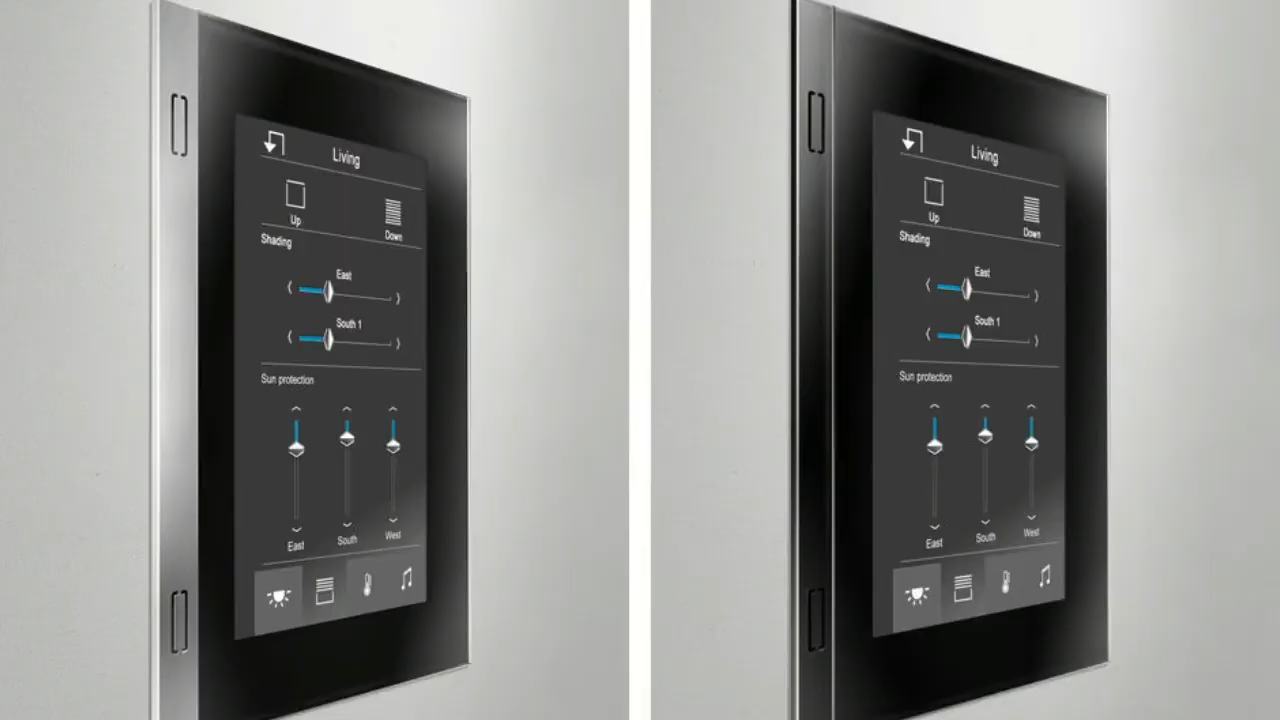 Living
Up
Down
Shading
East
South 1
Sun protection
East
South
West
Living
Up
Down
Shading
East
South 1
Sun protection
East
South
West